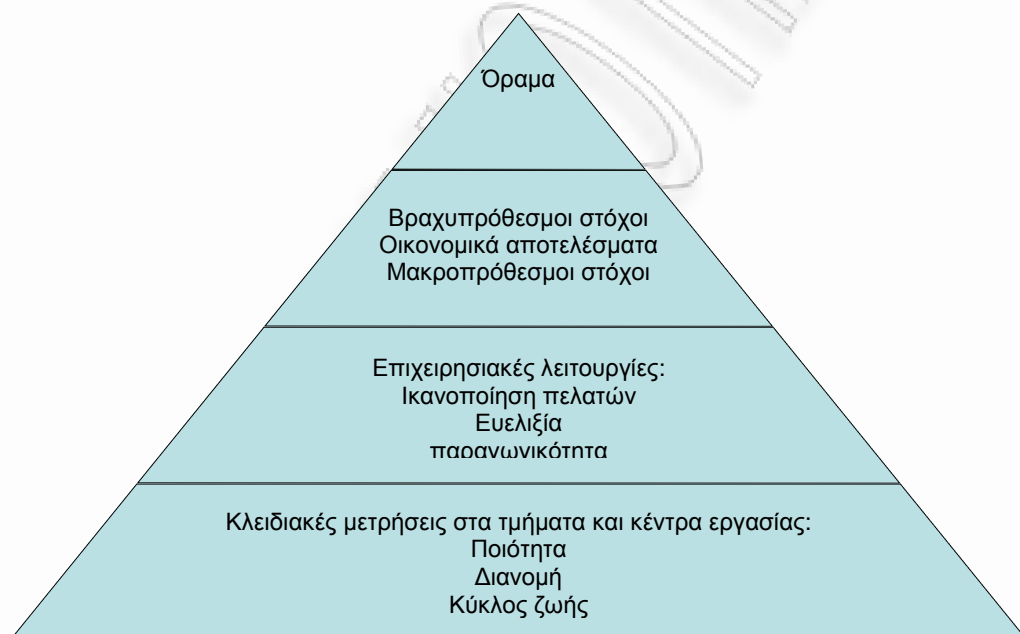 Όραμα
Βραχυπρόθεσμοι στόχοι
Οικονομικά αποτελέσματα
Μακροπρόθεσμοι στόχοι
Επιχειρησιακές λειτουργίες:
Ικανοποίηση πελατών
Ευελιξία
παραγωγικότητα
Κλειδιακές μετρήσεις στα τμήματα και κέντρα εργασίας:
Ποιότητα
Διανομή
Κύκλος ζωής